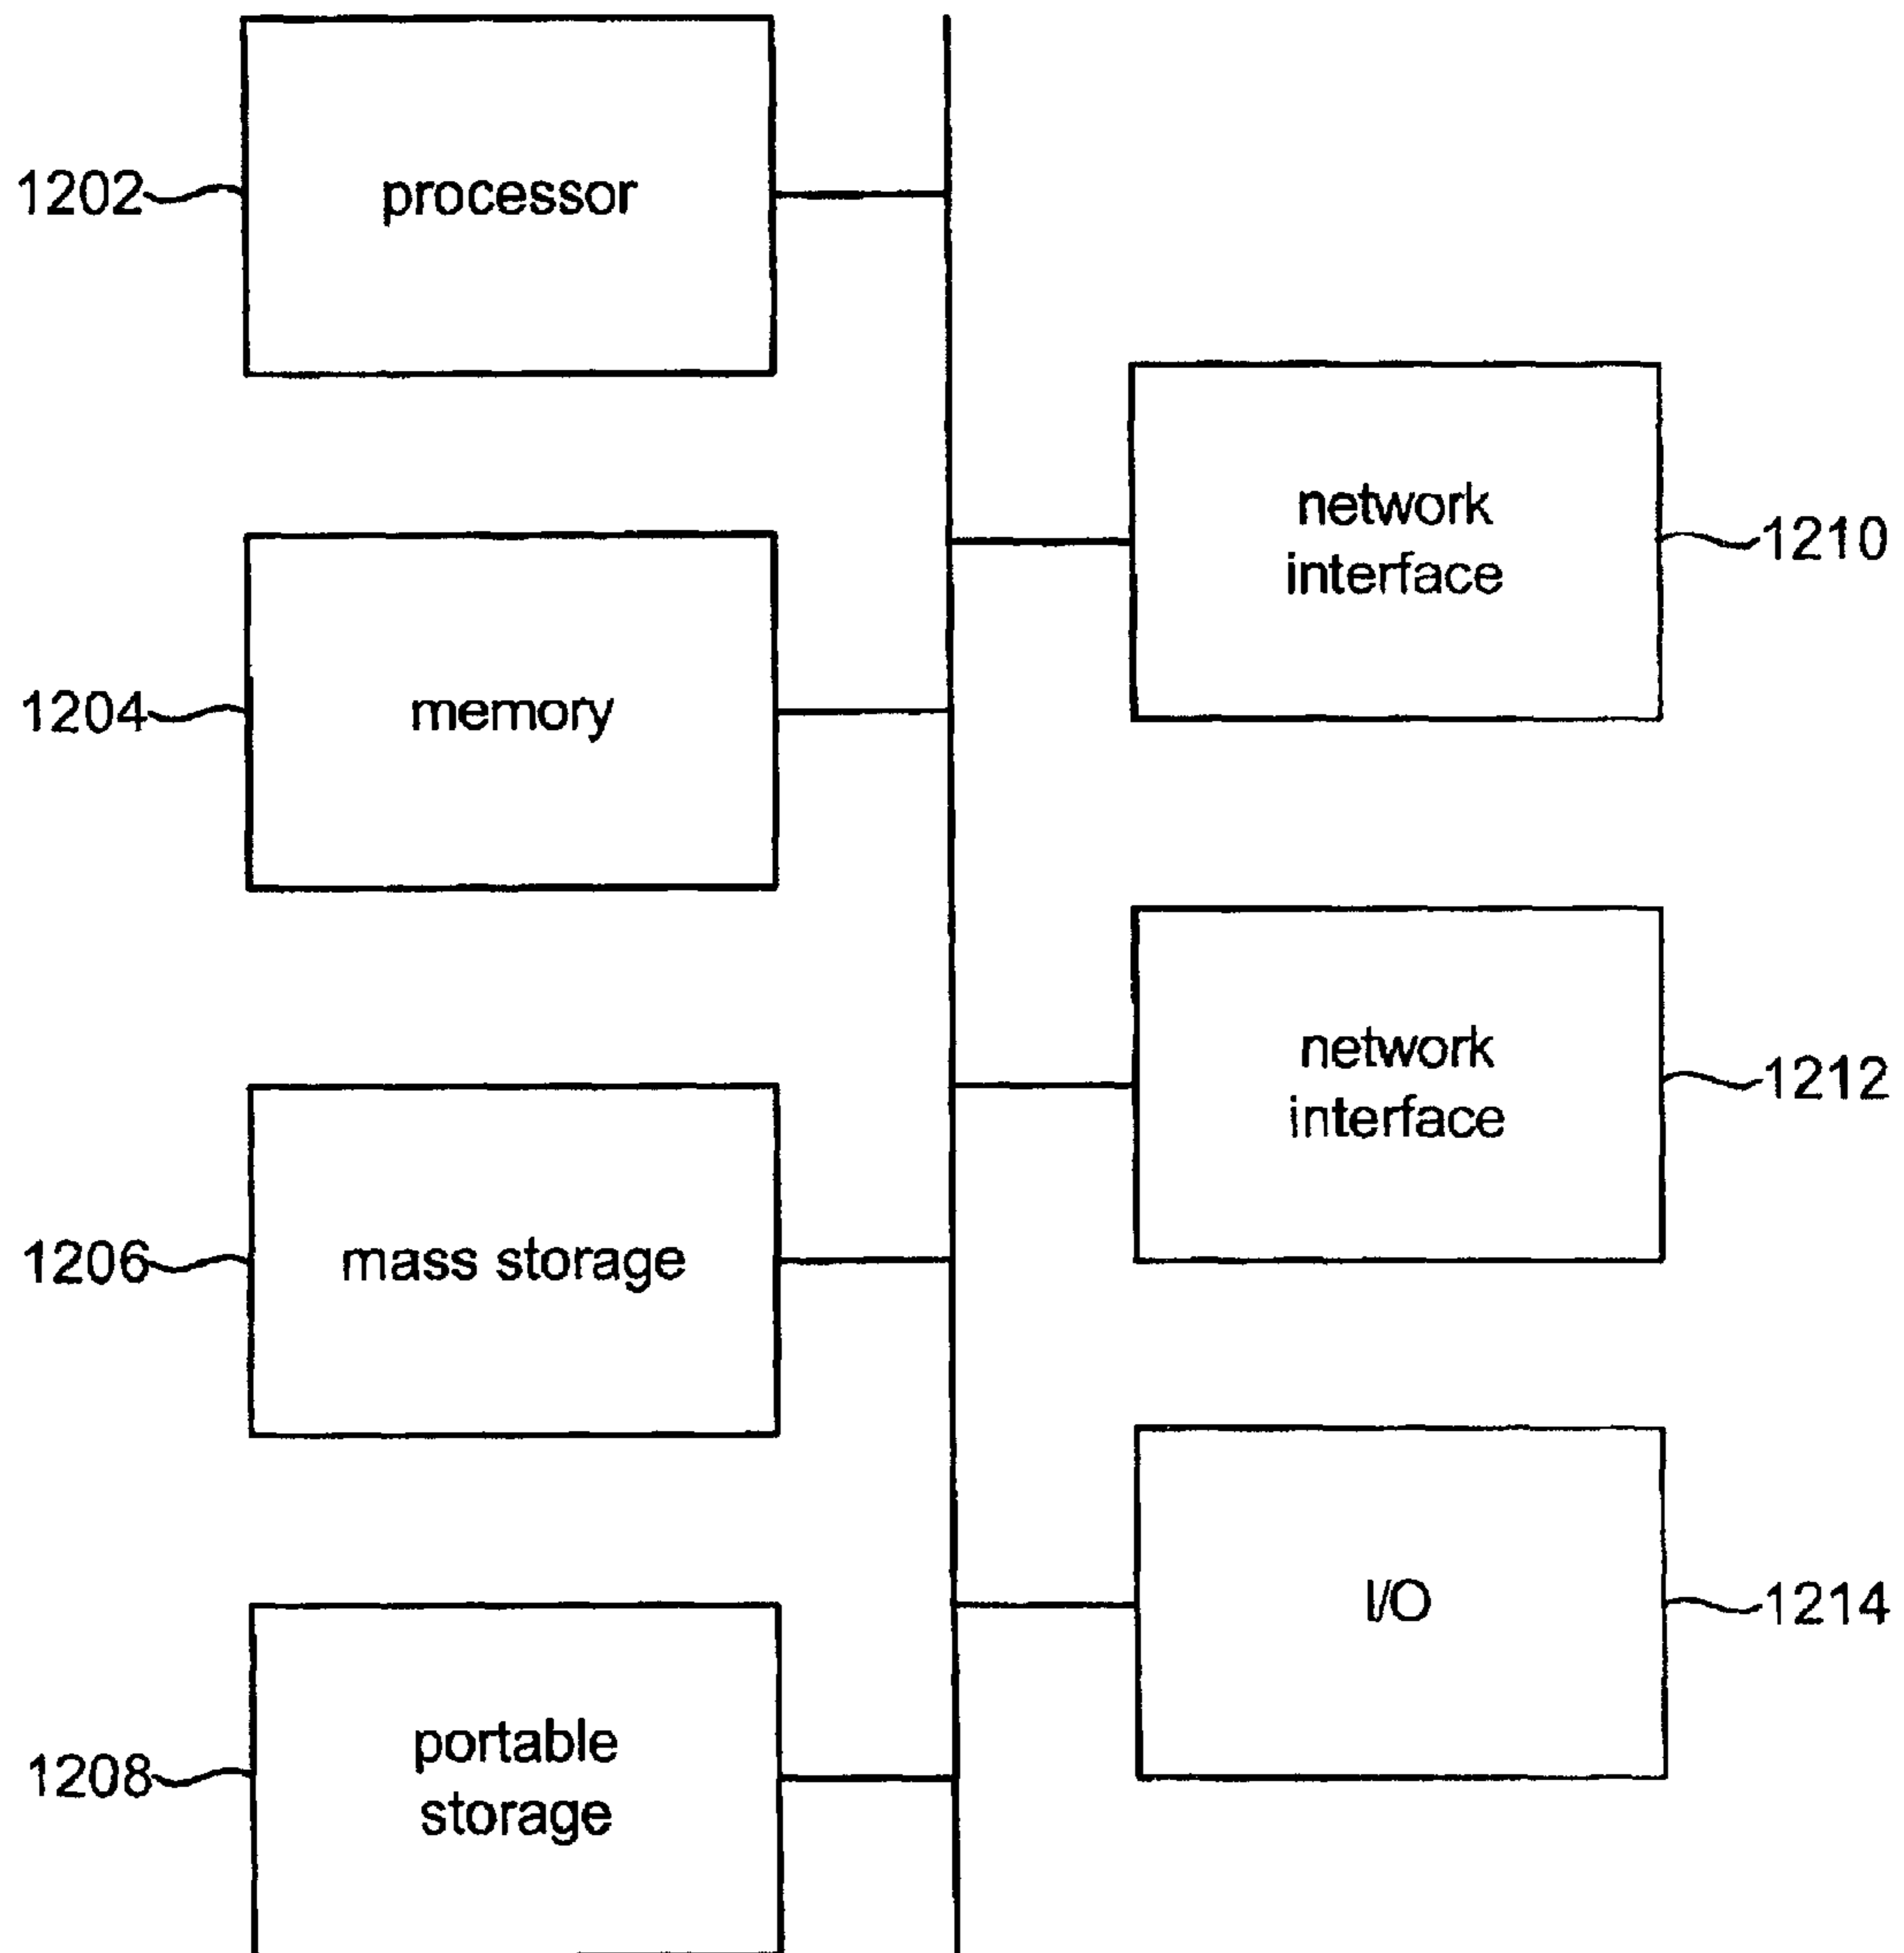 1202
processor
network
interface
1210
1204
memory
network
interface
1212
1206
mass storage
I/O
1214
portable
storage
1208